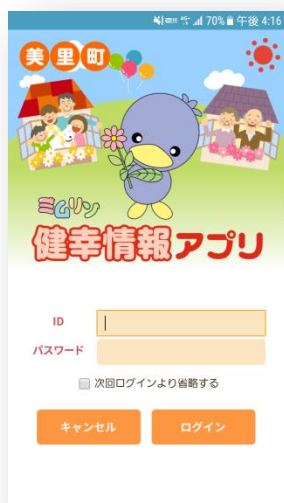 70% 午後 4:16
美里町
ミムリン
健幸情報アプリ
ID
パスワード
次回ログインより省略する
キャンセル ログイン